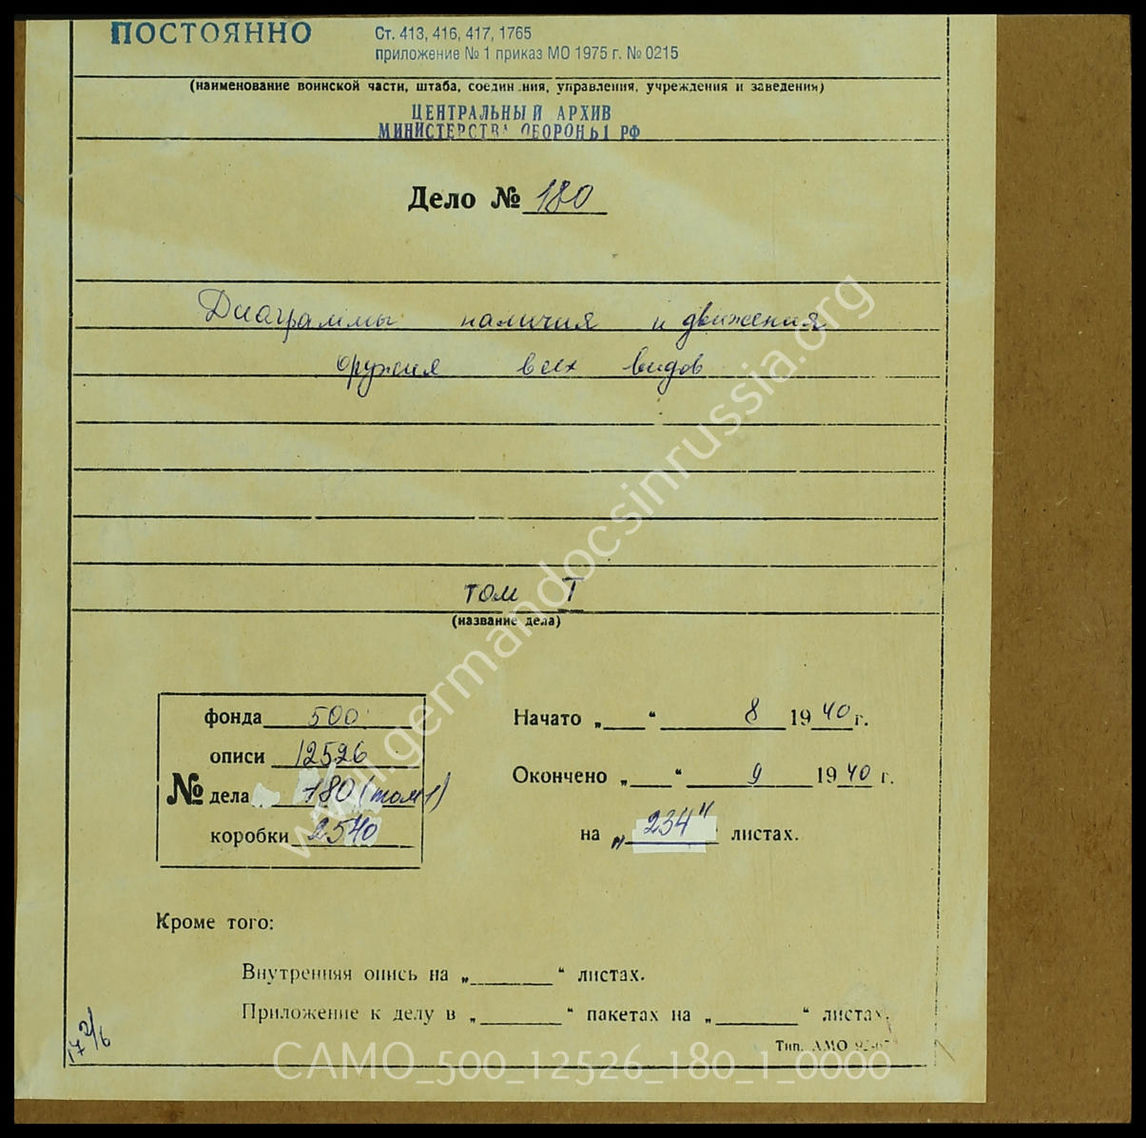 ПОСТОЯННО
Ст. 413, 416, 417, 1765
приложение № 1 приказ МО 1975 г. № 0215
(наименование воинской части, штаба, соединения, управления, учреждения и заведения)
ЦЕНТРАЛЬНЫЙ АРХИВ
МИНИСТЕРСТВА ОБОРОНЫ РФ
Дело № 180
Диаграммы наличия и движения
оружия всех видов
том I
(название дела)
фонда 500
описи 12526
№ дела 180 (том 1)
коробки 2540
Начато „ “ 8 1940 г.
Окончено „ “ 9 1940 г.
на „234“ листах.
Кроме того:
Внутренняя опись на „ “ листах.
Приложение к делу в „ “ пакетах на „ “ листах
Тип. АМО
www.germandocsinrussia.org
CAMO_500_12526_180_1_0000